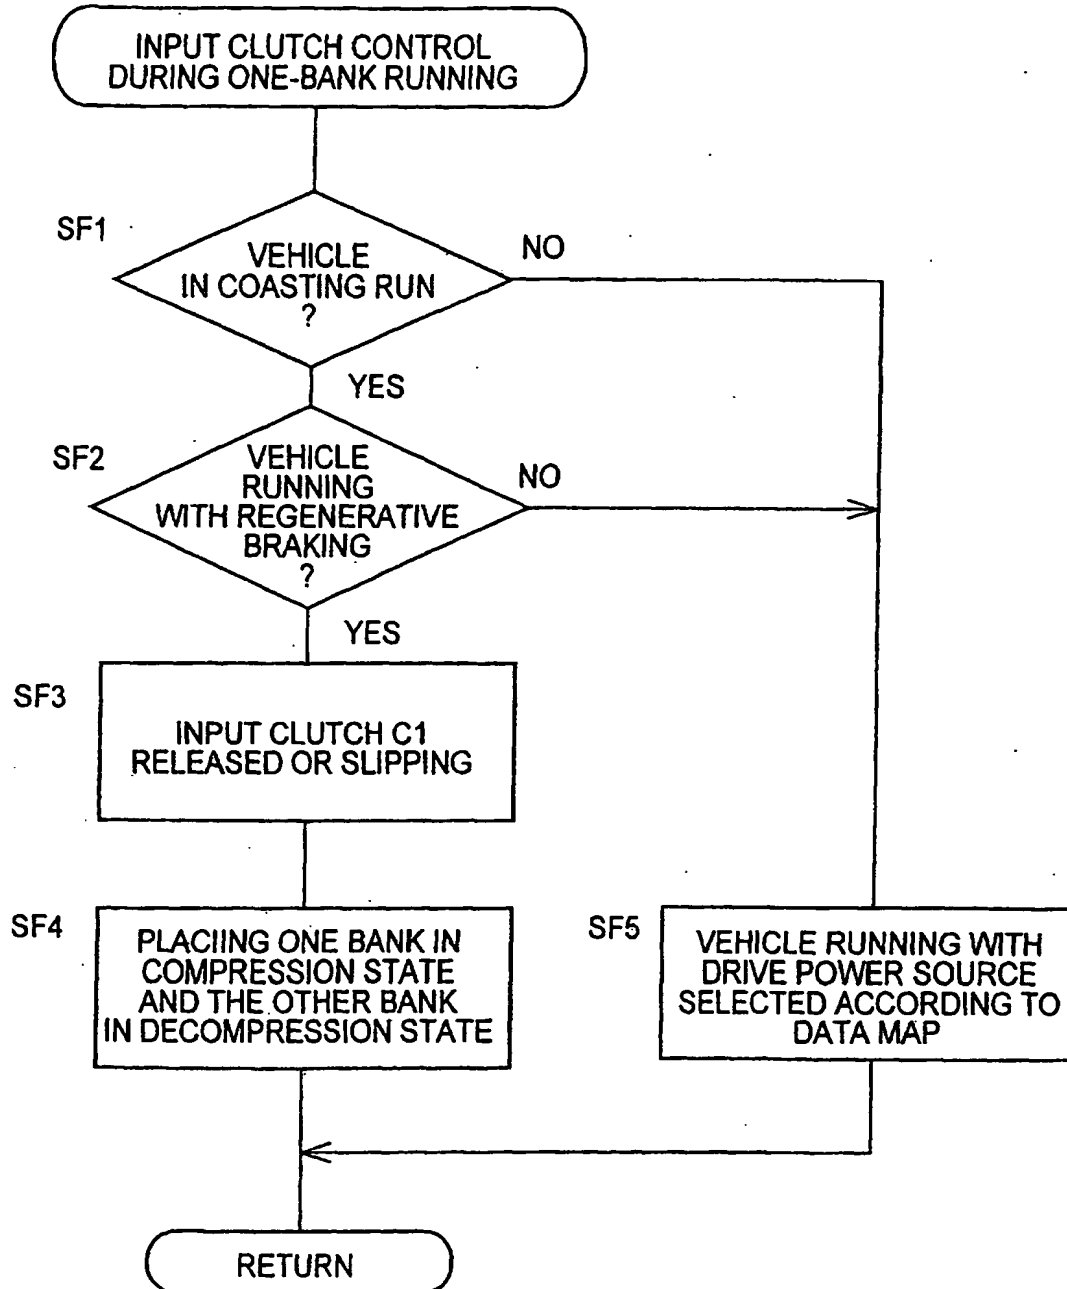 INPUT CLUTCH CONTROL
DURING ONE-BANK RUNNING
SF1
VEHICLE
IN COASTING RUN
?
NO
YES
SF2
VEHICLE
RUNNING
WITH REGENERATIVE
BRAKING
?
NO
YES
SF3
INPUT CLUTCH C1
RELEASED OR SLIPPING
SF4
PLACIING ONE BANK IN
COMPRESSION STATE
AND THE OTHER BANK
IN DECOMPRESSION STATE
SF5
VEHICLE RUNNING WITH
DRIVE POWER SOURCE
SELECTED ACCORDING TO
DATA MAP
RETURN